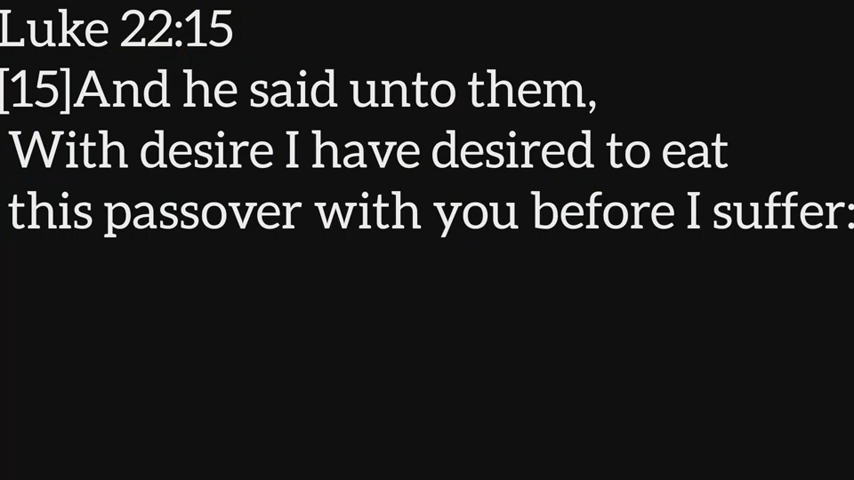 Luke 22:15
[15]And he said unto them,
With desire I have desired to eat
this passover with you before I suffer: